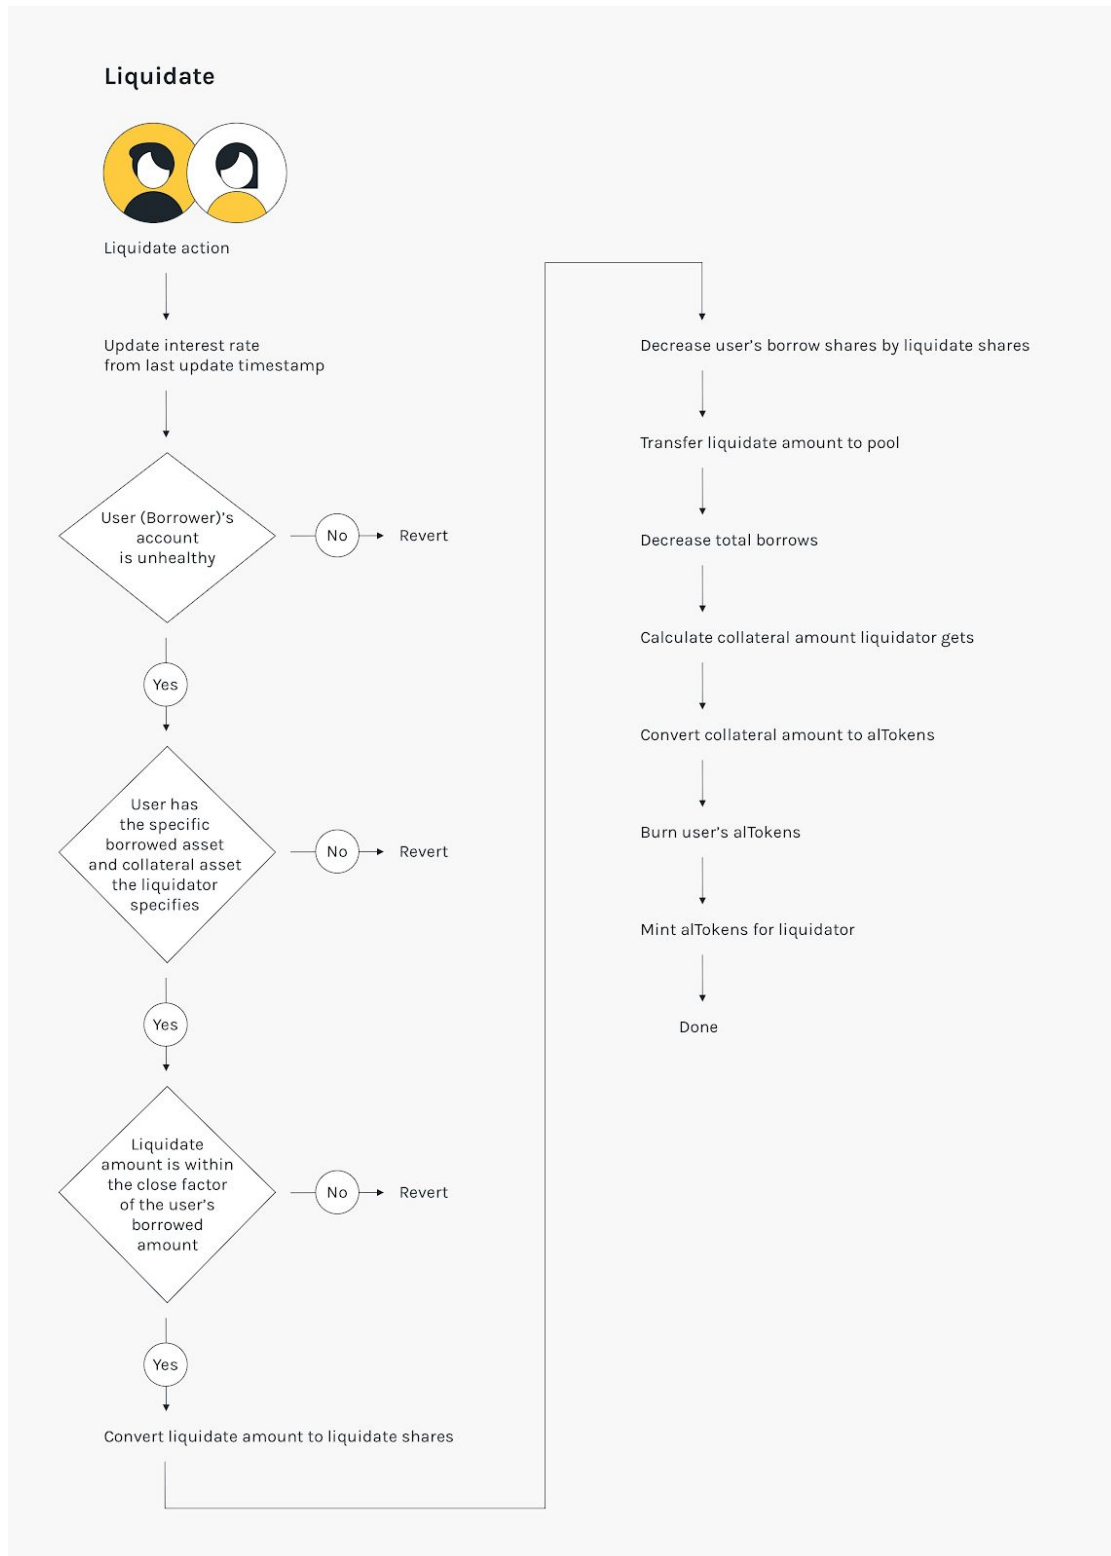 Liquidate
Liquidate action
Update interest rate
from last update timestamp
User (Borrower)'s
account
is unhealthy
No
Revert
Yes
User has
the specific
borrowed asset
and collateral asset
the liquidator
specifies
No
Revert
Yes
Liquidate
amount is within
the close factor
of the user's
borrowed
amount
No
Revert
Yes
Convert liquidate amount to liquidate shares
Decrease user's borrow shares by liquidate shares
Transfer liquidate amount to pool
Decrease total borrows
Calculate collateral amount liquidator gets
Convert collateral amount to alTokens
Burn user's alTokens
Mint alTokens for liquidator
Done